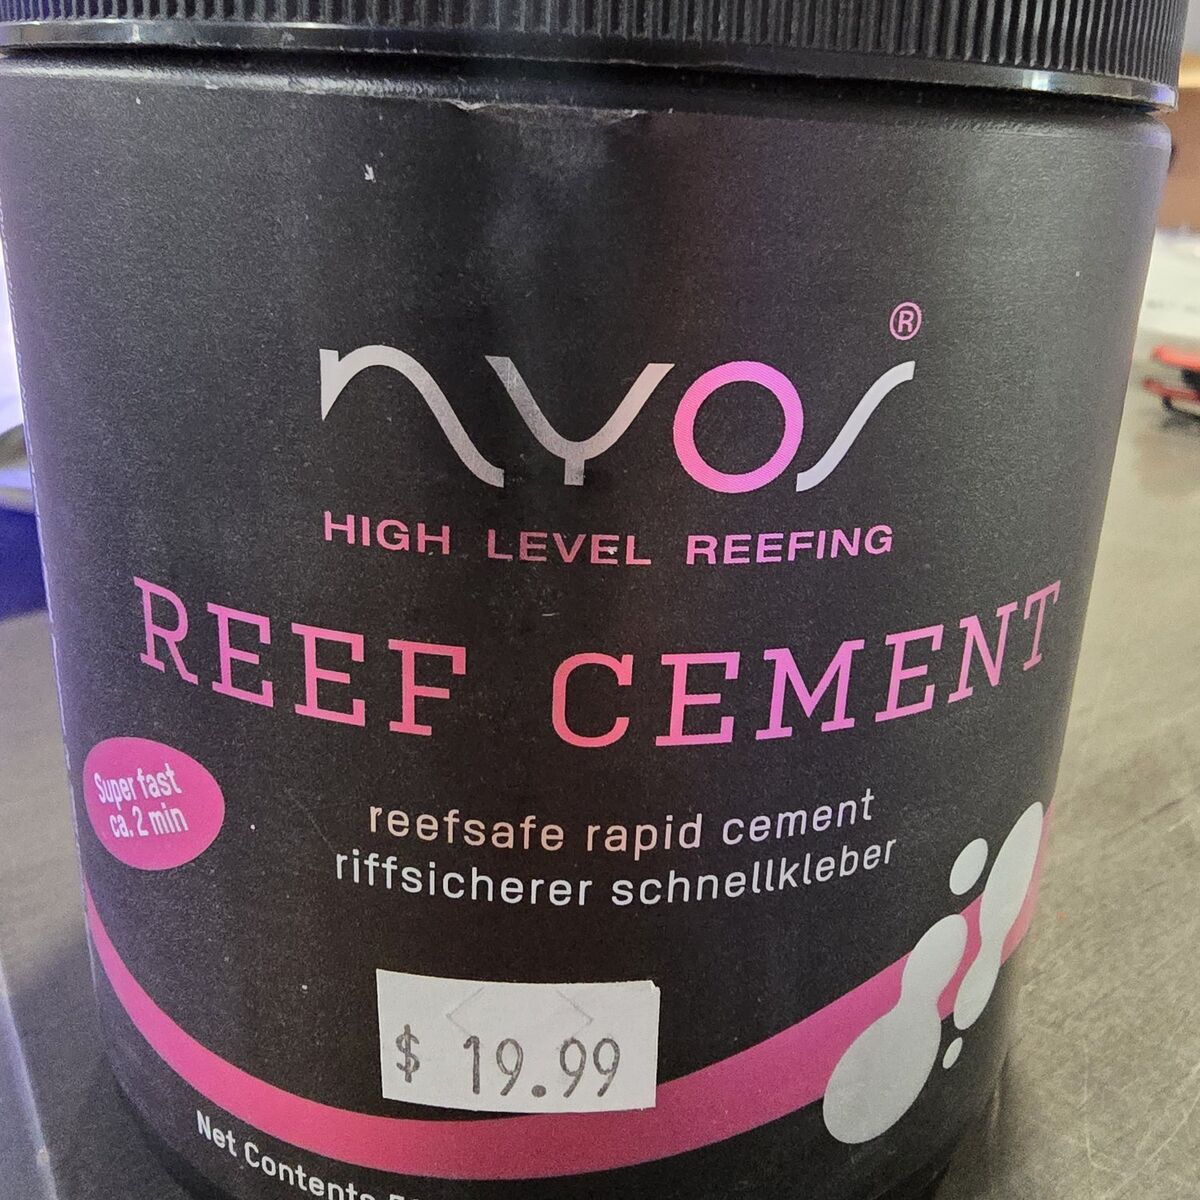 nyos®
HIGH LEVEL REEFING
REEF CEMENT
Super fast
ca. 2 min
reefsafe rapid cement
riffsicherer schnellkleber
$ 19.99
Net Contents